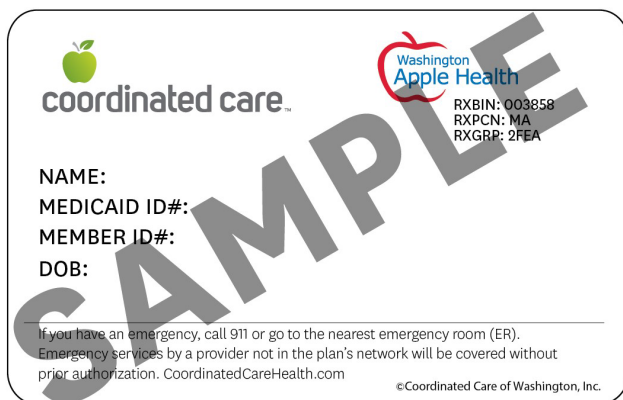 coordinated care™
Washington
Apple Health
RXBIN: 003858
RXPCN: MA
RXGRP: 2FEA
NAME:
MEDICAID ID#:
MEMBER ID#:
DOB:
SAMPLE
If you have an emergency, call 911 or go to the nearest emergency room (ER).
Emergency services by a provider not in the plan's network will be covered without
prior authorization. CoordinatedCareHealth.com
©Coordinated Care of Washington, Inc.